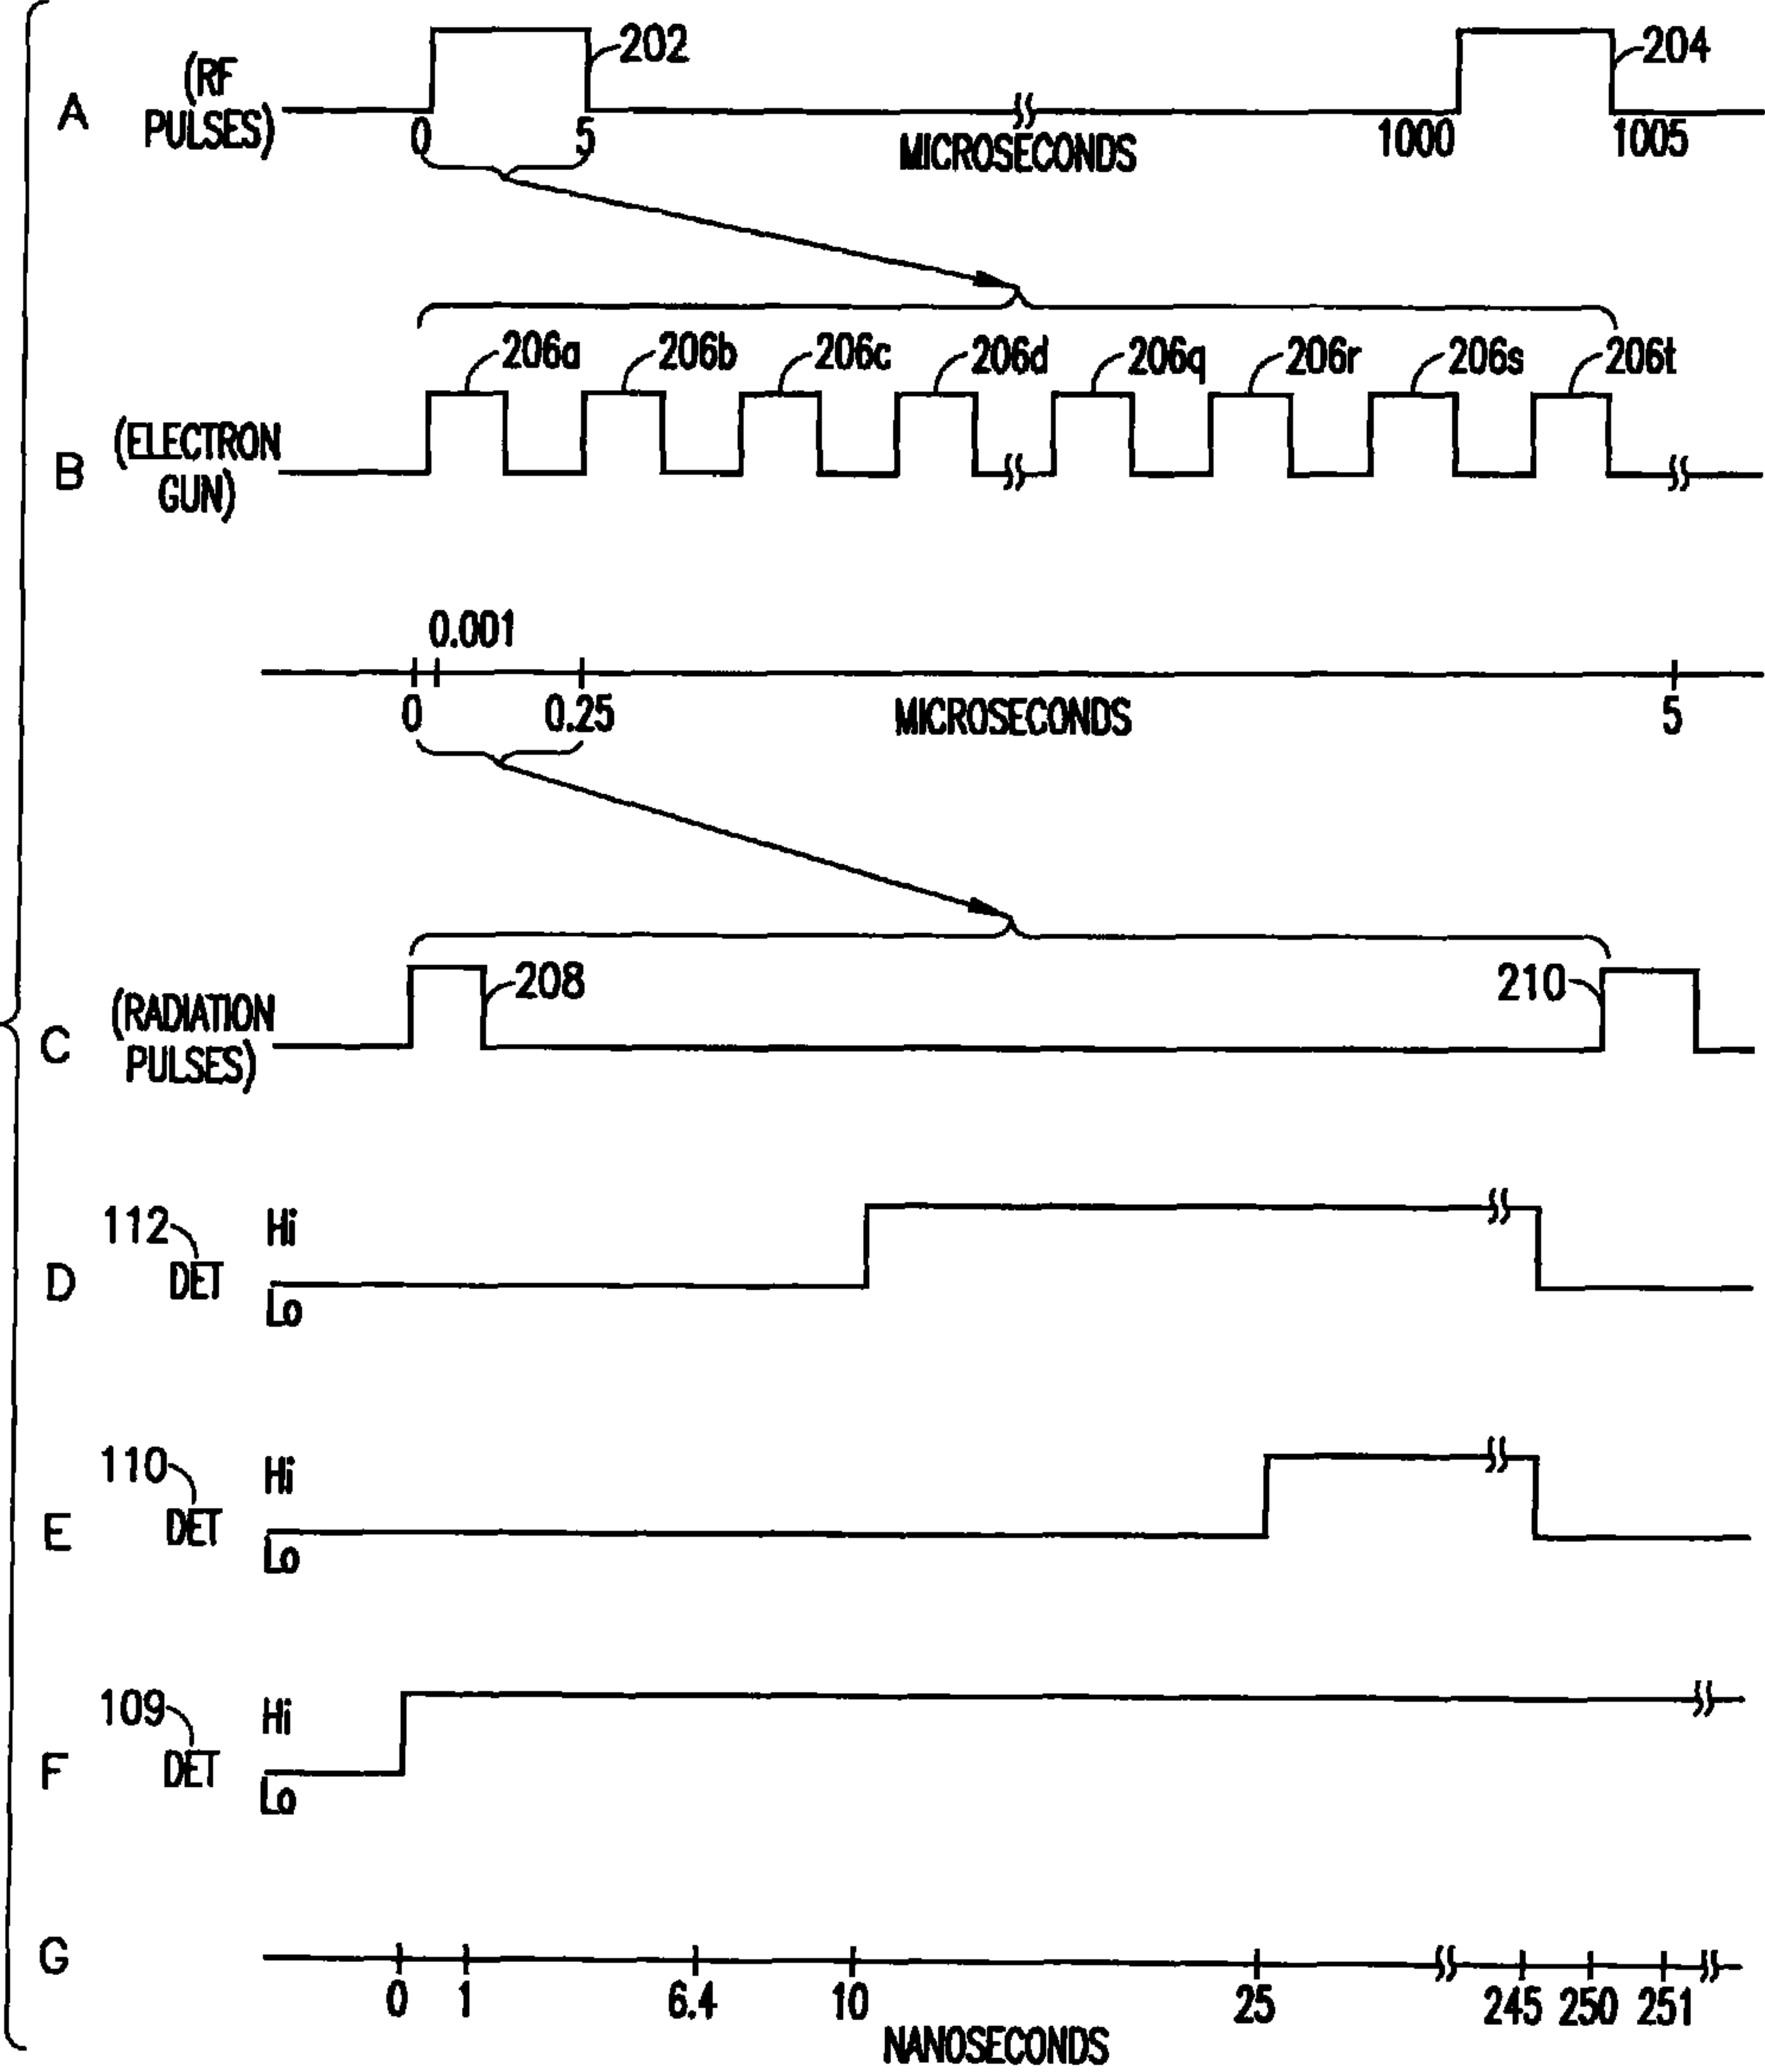 A
(RF
PULSES)
202
204
0
5
MICROSECONDS
1000
1005
206a
206b
206c
206d
206q
206r
206s
206t
B
(ELECTRON
GUN)
0.001
0
0.25
MICROSECONDS
5
C
(RADIATION
PULSES)
208
210
D
112
DET
Hi
Lo
E
110
DET
Hi
Lo
F
109
DET
Hi
Lo
G
0
1
6.4
10
25
245
250
251
NANOSECONDS